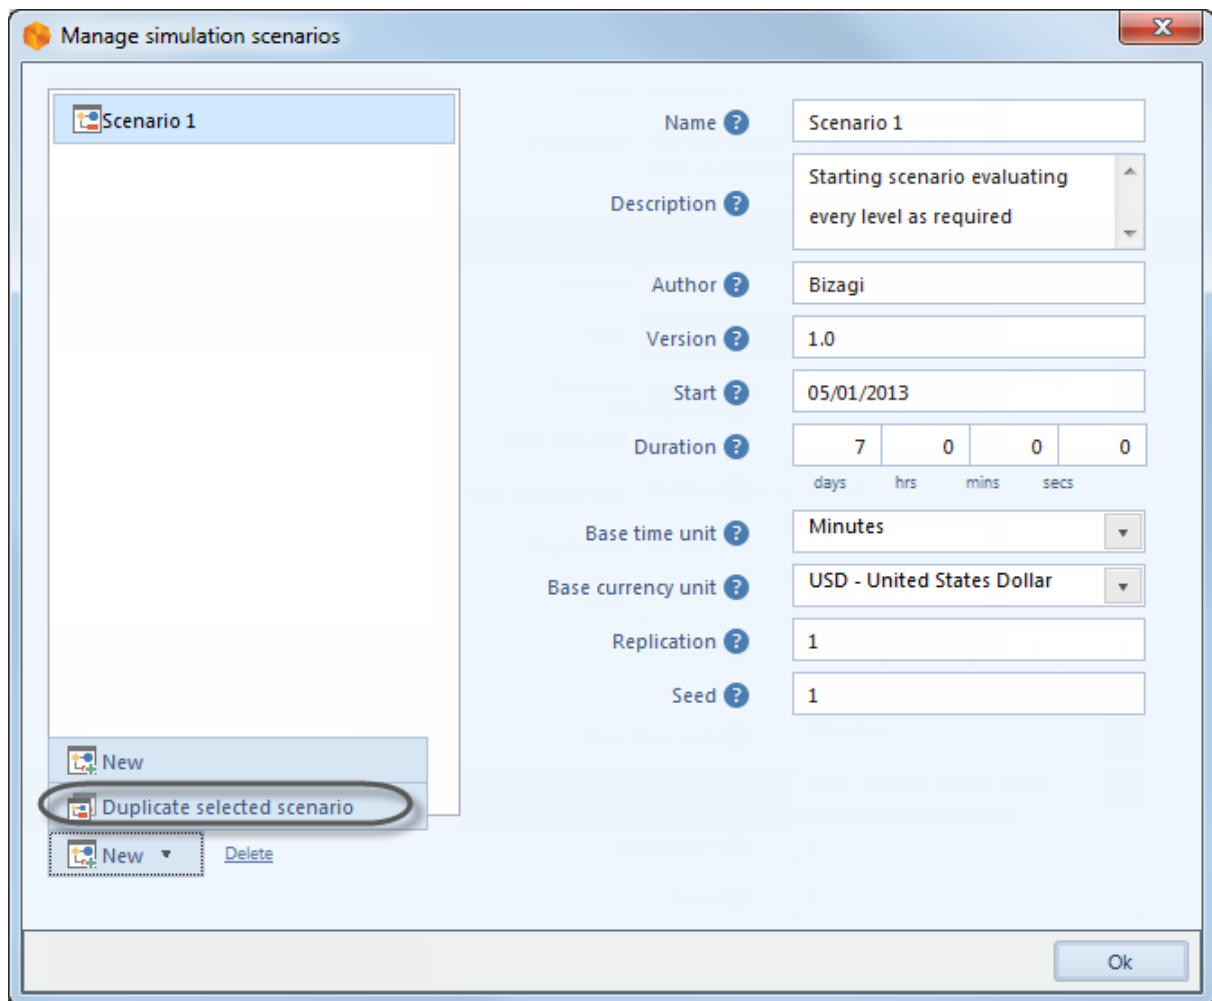 Manage simulation scenarios
Scenario 1
Name ? Scenario 1
Description ? Starting scenario evaluating
every level as required
Author ? Bizagi
Version ? 1.0
Start ? 05/01/2013
Duration ? 7 0 0 0
days hrs mins secs
Base time unit ? Minutes
Base currency unit ? USD - United States Dollar
Replication ? 1
Seed ? 1
New
Duplicate selected scenario
New Delete
Ok